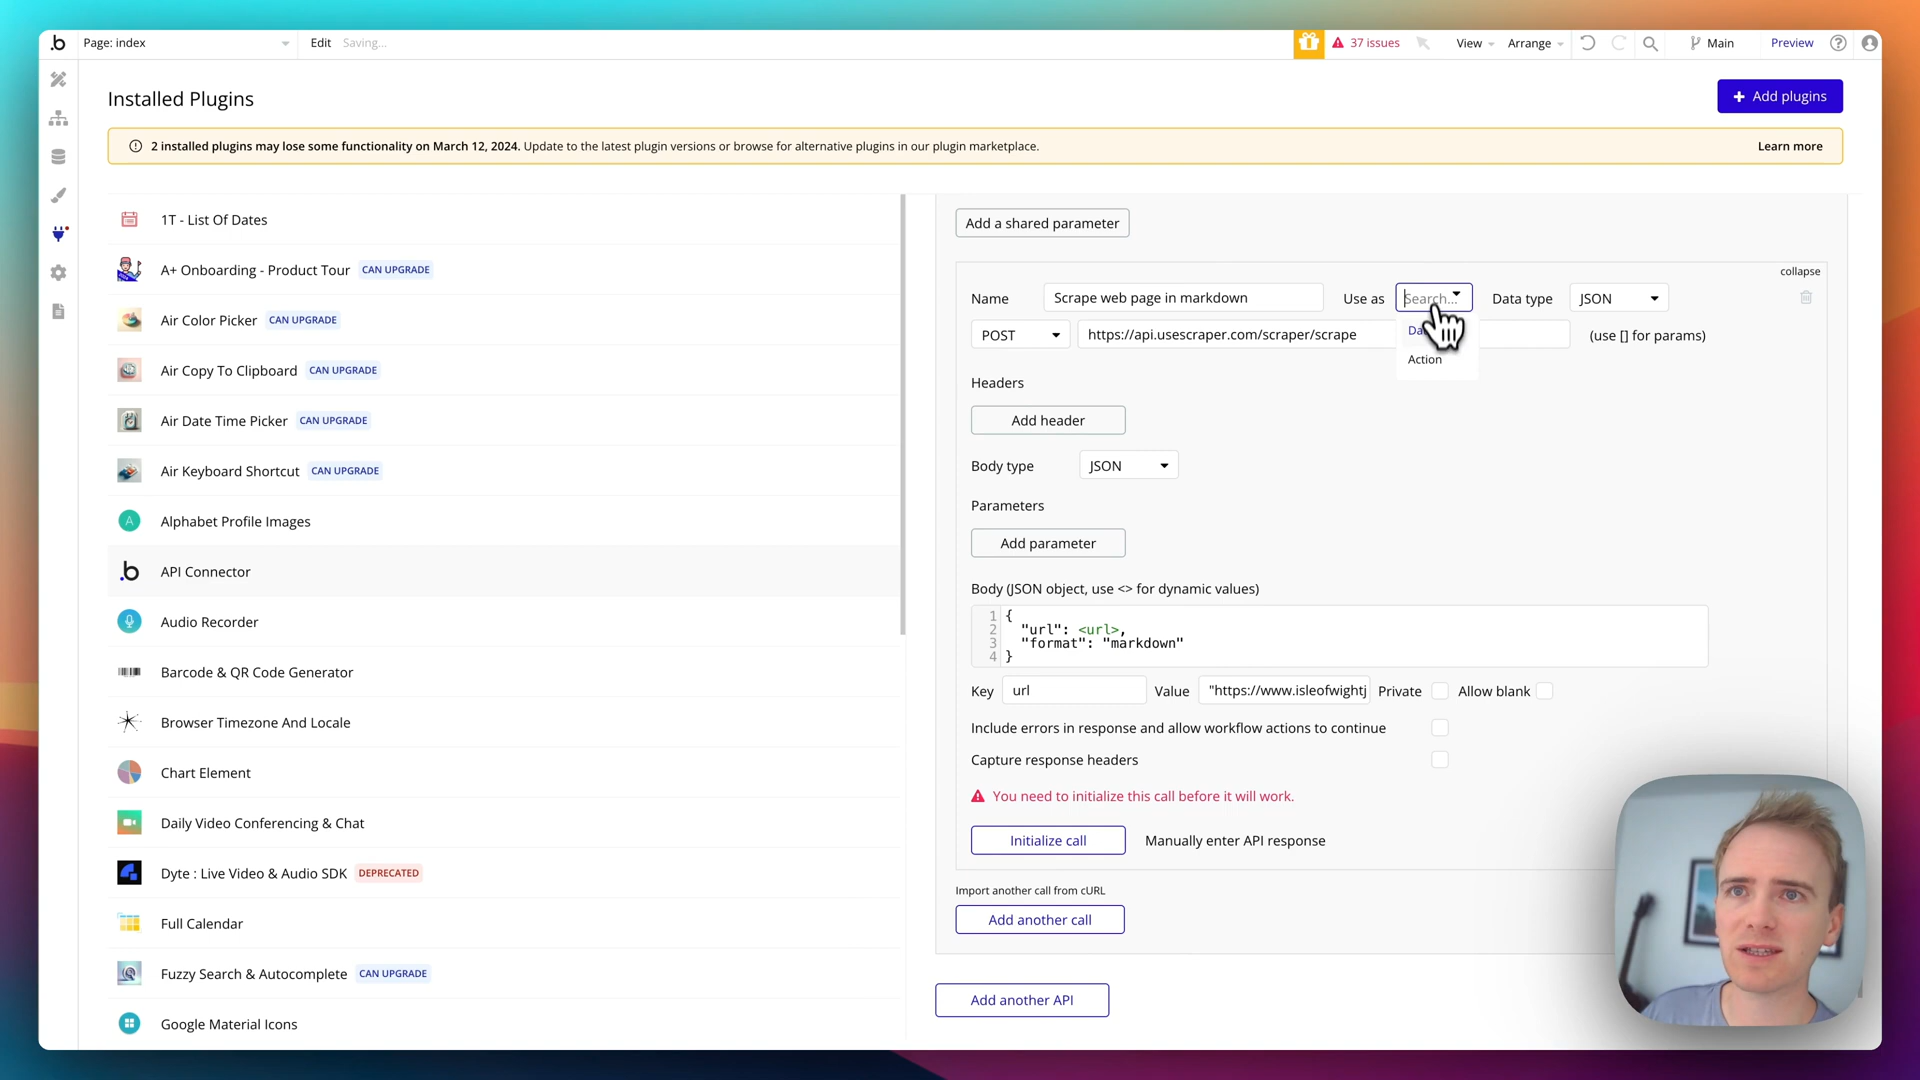 .b
Page: index
Edit
Saving...
37 issues
View
Arrange
Main
Preview
Installed Plugins
+ Add plugins
2 installed plugins may lose some functionality on March 12, 2024. Update to the latest plugin versions or browse for alternative plugins in our plugin marketplace.
Learn more
1T - List Of Dates
A+ Onboarding - Product Tour
CAN UPGRADE
Air Color Picker
CAN UPGRADE
Air Copy To Clipboard
CAN UPGRADE
Air Date Time Picker
CAN UPGRADE
Air Keyboard Shortcut
CAN UPGRADE
A
Alphabet Profile Images
.b
API Connector
Audio Recorder
Barcode & QR Code Generator
Browser Timezone And Locale
Chart Element
Daily Video Conferencing & Chat
Dyte : Live Video & Audio SDK
DEPRECATED
Full Calendar
Fuzzy Search & Autocomplete
CAN UPGRADE
Google Material Icons
Add a shared parameter
collapse
Name
Scrape web page in markdown
Use as
Search...
Data type
JSON
Action
POST
https://api.usescraper.com/scraper/scrape
(use [] for params)
Headers
Add header
Body type
JSON
Parameters
Add parameter
Body (JSON object, use <> for dynamic values)
1 {
2 "url": <url>,
3 "format": "markdown"
4 }
Key
url
Value
"https://www.isleofwightj
Private
Allow blank
Include errors in response and allow workflow actions to continue
Capture response headers
You need to initialize this call before it will work.
Initialize call
Manually enter API response
Import another call from cURL
Add another call
Add another API